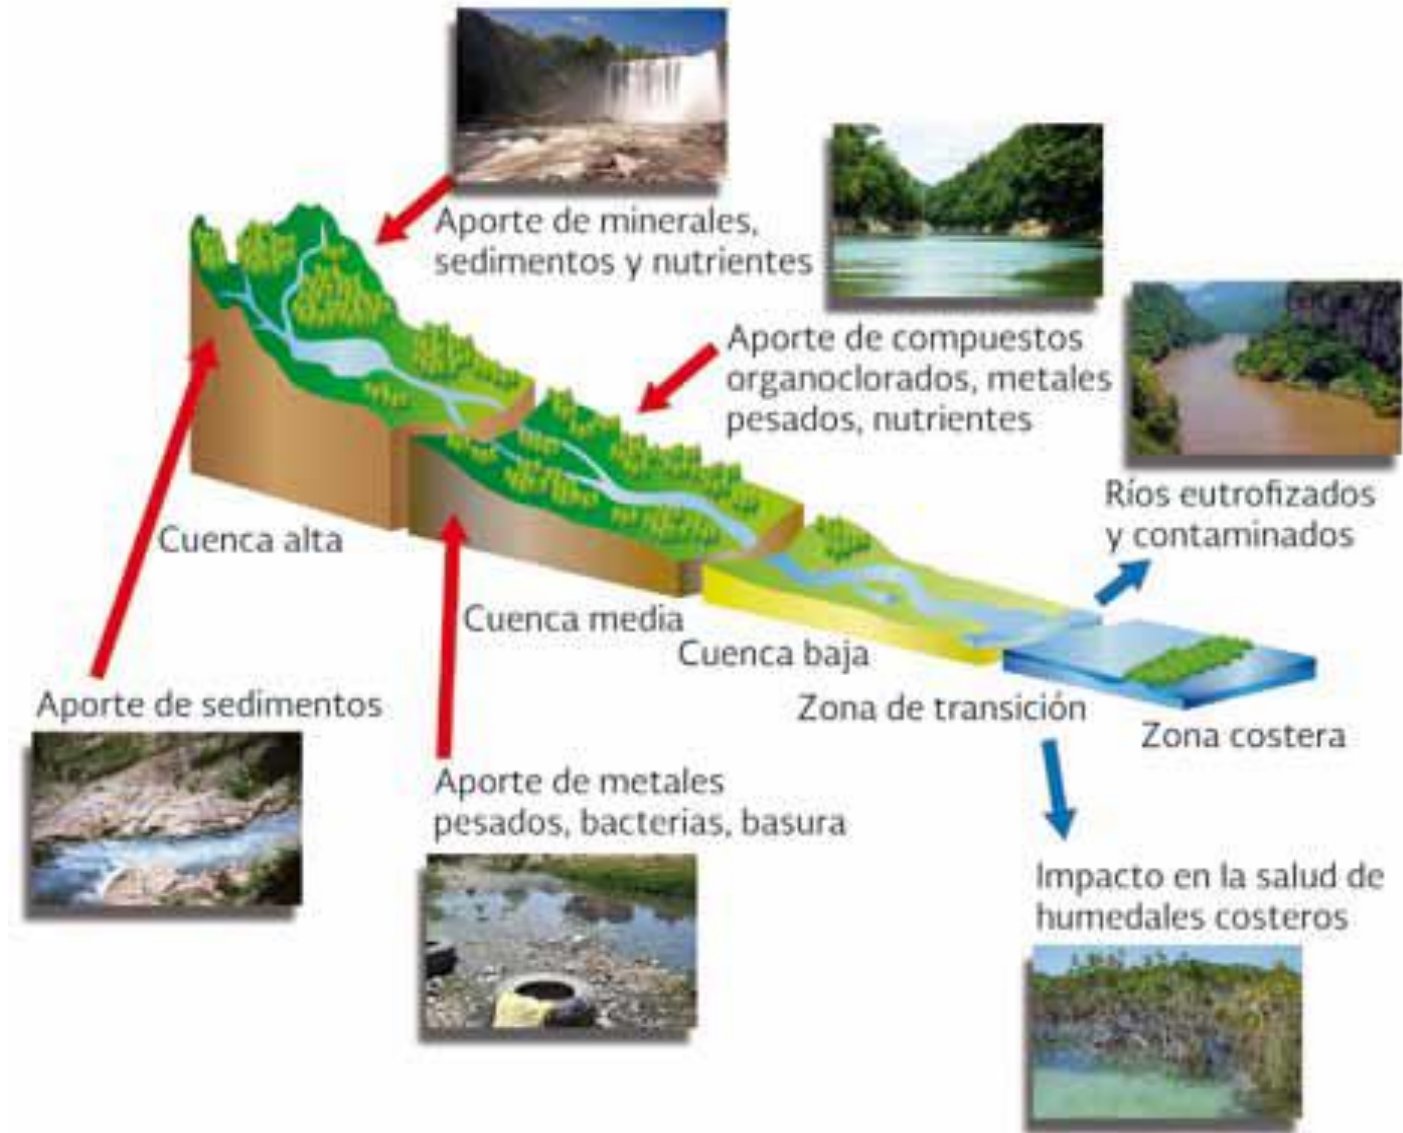 Aporte de minerales,
sedimentos y nutrientes
Aporte de compuestos
organoclorados, metales
pesados, nutrientes
Ríos eutrofizados
y contaminados
Cuenca alta
Cuenca media
Cuenca baja
Zona de transición
Zona costera
Aporte de sedimentos
Aporte de metales
pesados, bacterias, basura
Impacto en la salud de
humedales costeros